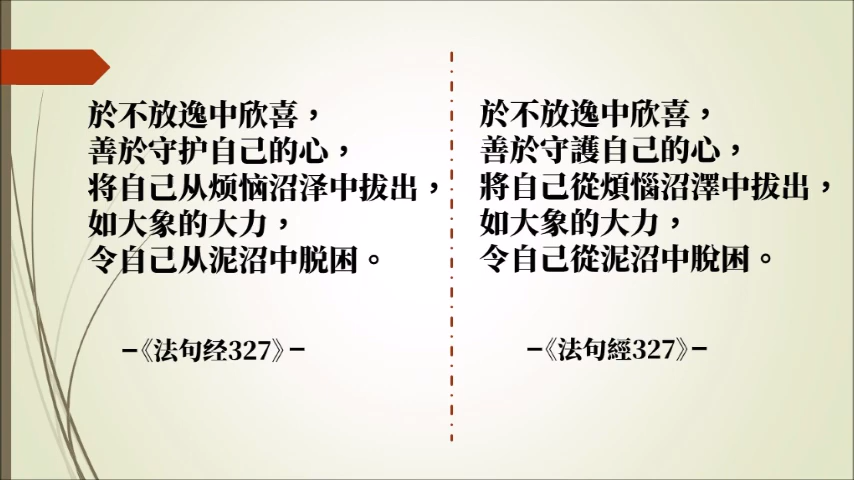 於不放逸中欣喜，
善於守护自己的心，
将自己从烦恼沼泽中拔出，
如大象的大力，
令自己从泥沼中脱困。
—《法句经327》—
於不放逸中欣喜，
善於守護自己的心，
將自己從煩惱沼澤中拔出，
如大象的大力，
令自己從泥沼中脫困。
—《法句經327》—